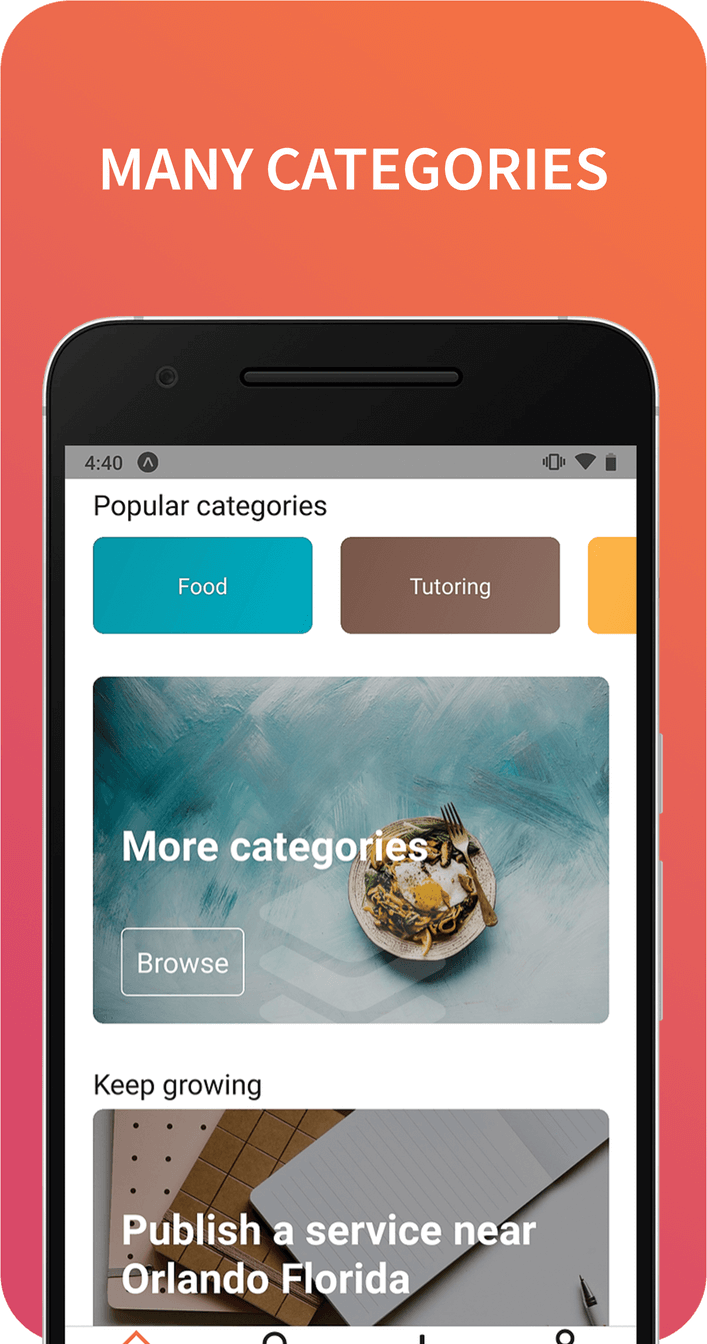 MANY CATEGORIES
4:40
Popular categories
Food
Tutoring
More categories
Browse
Keep growing
Publish a service near
Orlando Florida